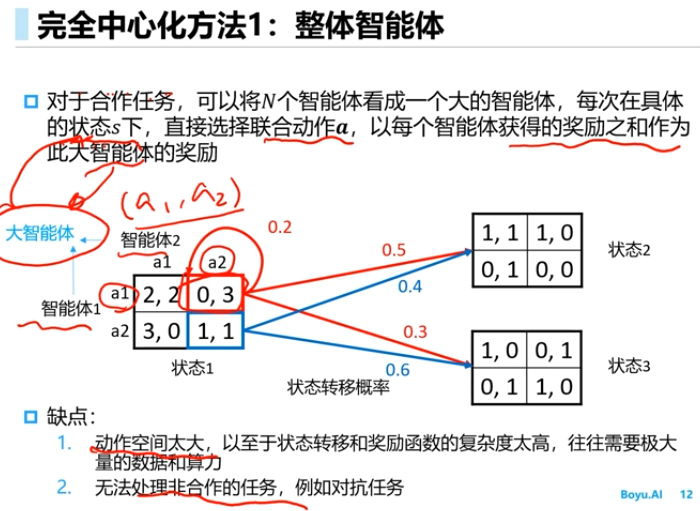 完全中心化方法1：整体智能体
对于合作任务，可以将N个智能体看成一个大的智能体，每次在具体
的状态s下，直接选择联合动作a，以每个智能体获得的奖励之和作为
此大智能体的奖励
(a1, a2)
大智能体
智能体2
0.2
a1 a2
智能体1
a1 2, 2 0, 3
a2 3, 0 1, 1
状态1
0.5
0.4
0.3
0.6
状态转移概率
1, 1 1, 0
0, 1 0, 0
状态2
1, 0 0, 1
0, 1 1, 0
状态3
缺点：
1. 动作空间太大，以至于状态转移和奖励函数的复杂度太高，往往需要极大
量的数据和算力
2. 无法处理非合作的任务，例如对抗任务
Boyu.AI 12